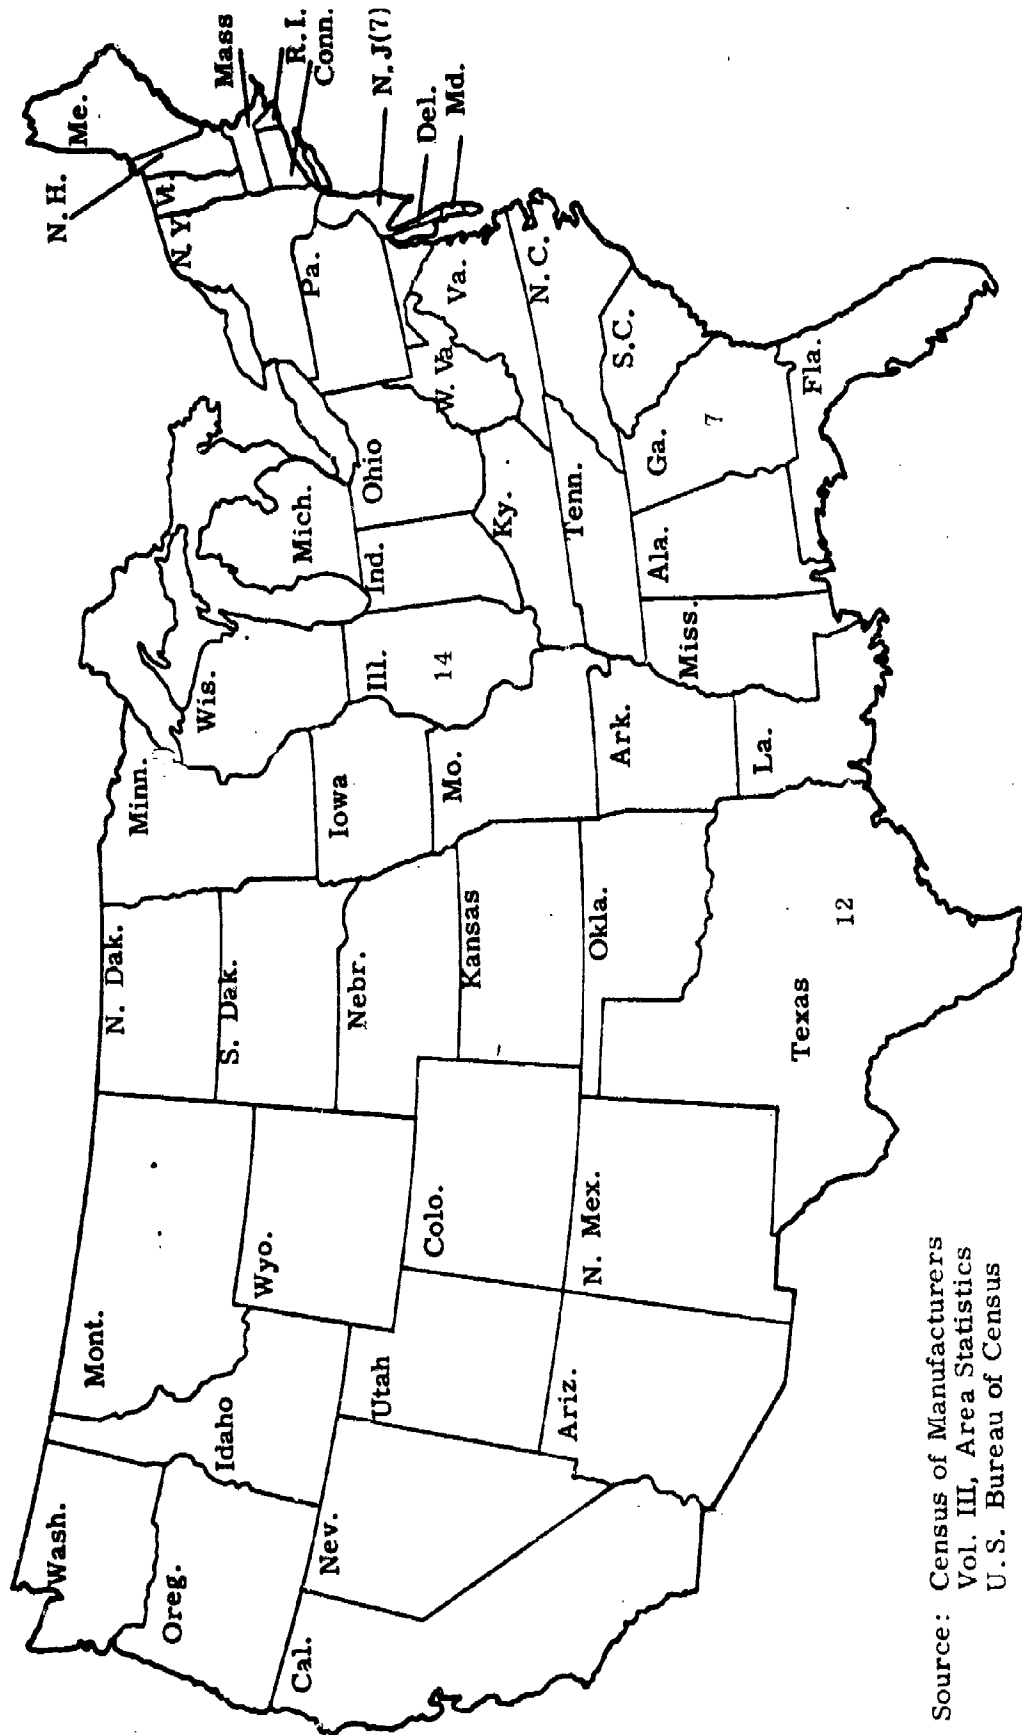 Wash.
Oreg.
Cal.
Nev.
Idaho
Mont.
Wyo.
Utah
Ariz.
Colo.
N. Mex.
N. Dak.
S. Dak.
Nebr.
Kansas
Okla.
Texas
12
Minn.
Iowa
Mo.
Ark.
La.
Wis.
Ill.
14
Miss.
Mich.
Ind.
Ohio
Ky.
Tenn.
Ala.
Ga.
7
Fla.
S.C.
N. C.
Va.
W. Va
Pa.
N. Y.
Vt.
N. H.
Me.
Mass
R.I.
Conn.
N. J(7)
Del.
Md.
Source: Census of Manufacturers
Vol. III, Area Statistics
U.S. Bureau of Census